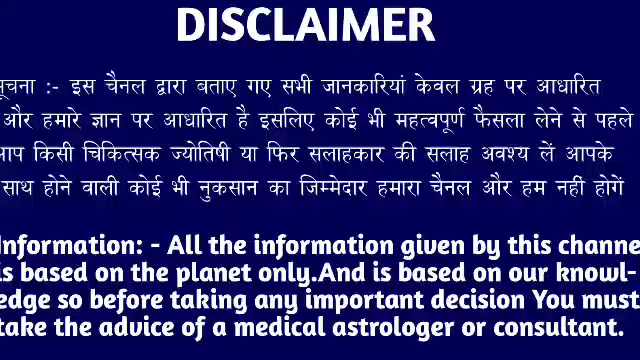 DISCLAIMER
सूचना :- इस चैनल द्वारा बताए गए सभी जानकारियां केवल ग्रह पर आधारित
और हमारे ज्ञान पर आधारित है इसलिए कोई भी महत्वपूर्ण फैसला लेने से पहले
आप किसी चिकित्सक ज्योतिषी या फिर सलाहकार की सलाह अवश्य लें आपके
साथ होने वाली कोई भी नुकसान का जिम्मेदार हमारा चैनल और हम नहीं होगें
Information: - All the information given by this channe
is based on the planet only.And is based on our knowl-
edge so before taking any important decision You must
take the advice of a medical astrologer or consultant.